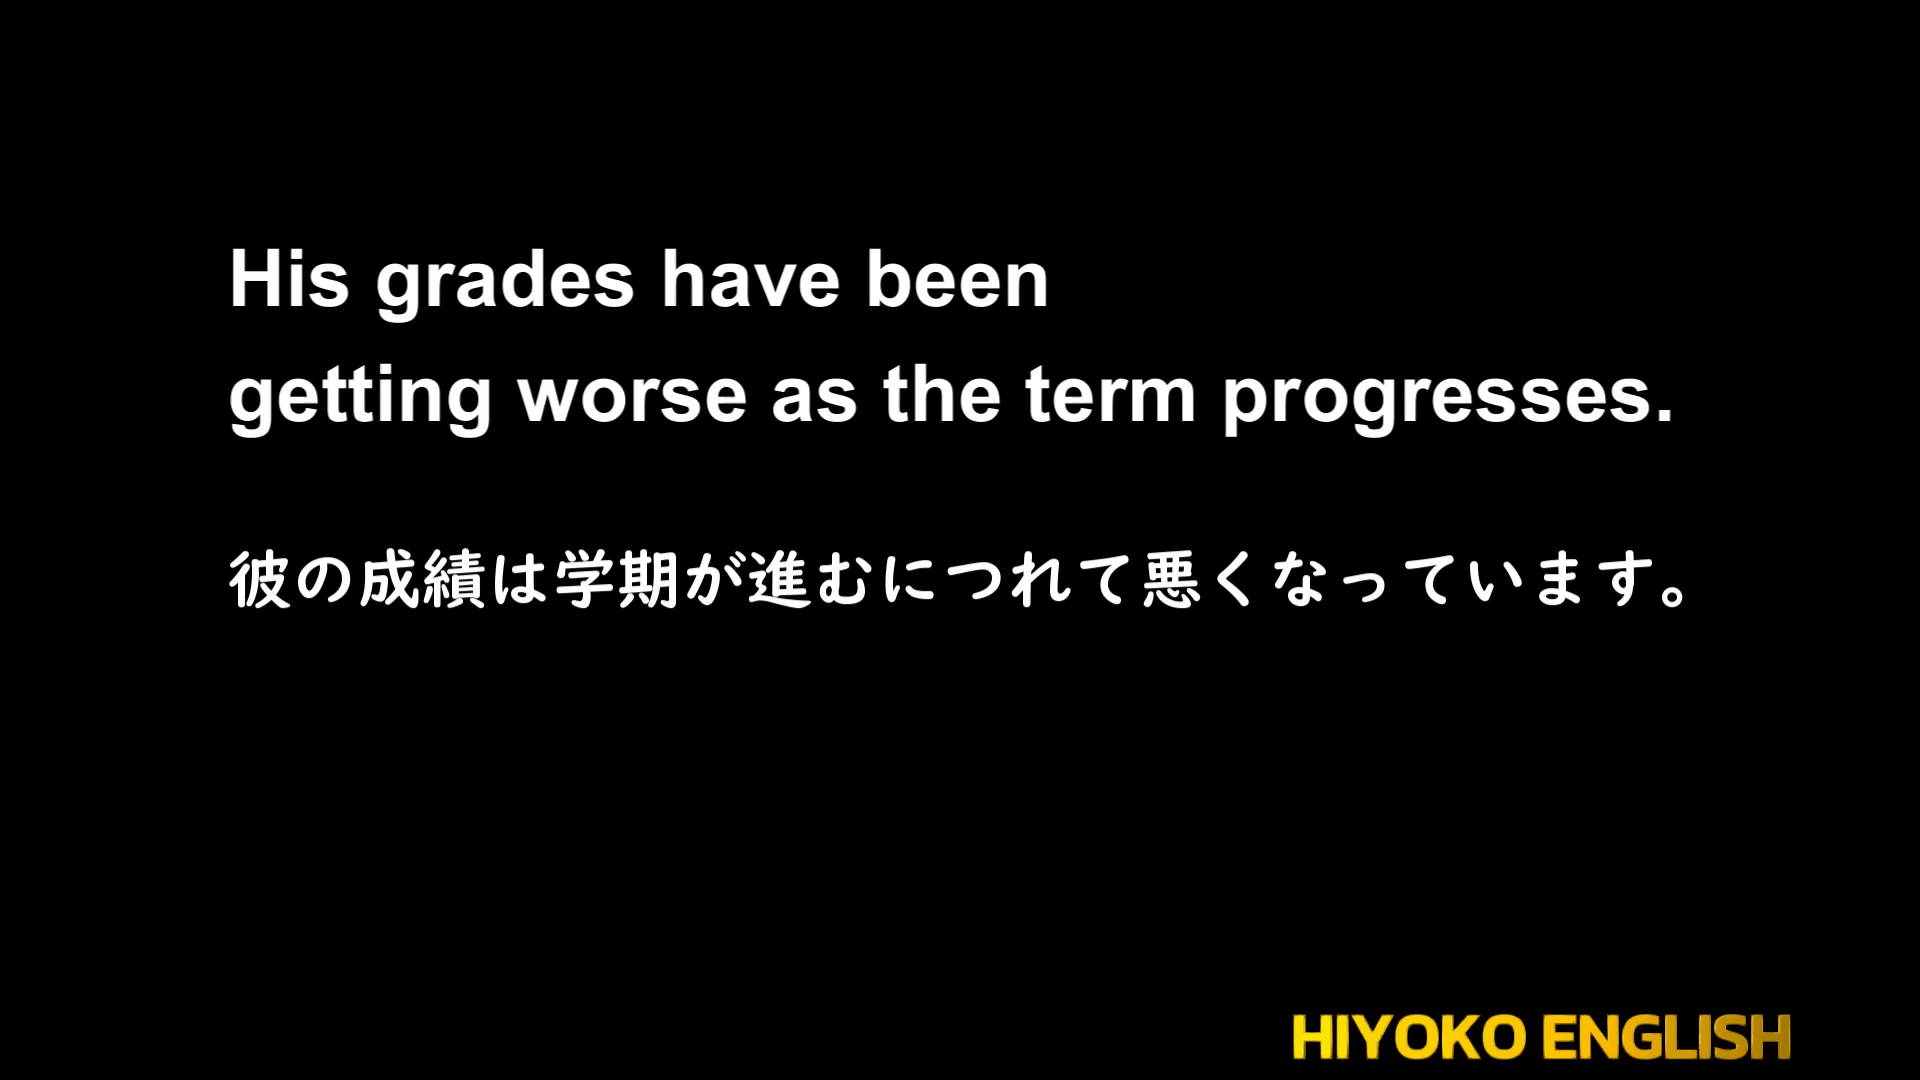 His grades have been
getting worse as the term progresses.
彼の成績は学期が進むにつれて悪くなっています。
HIYOKO ENGLISH